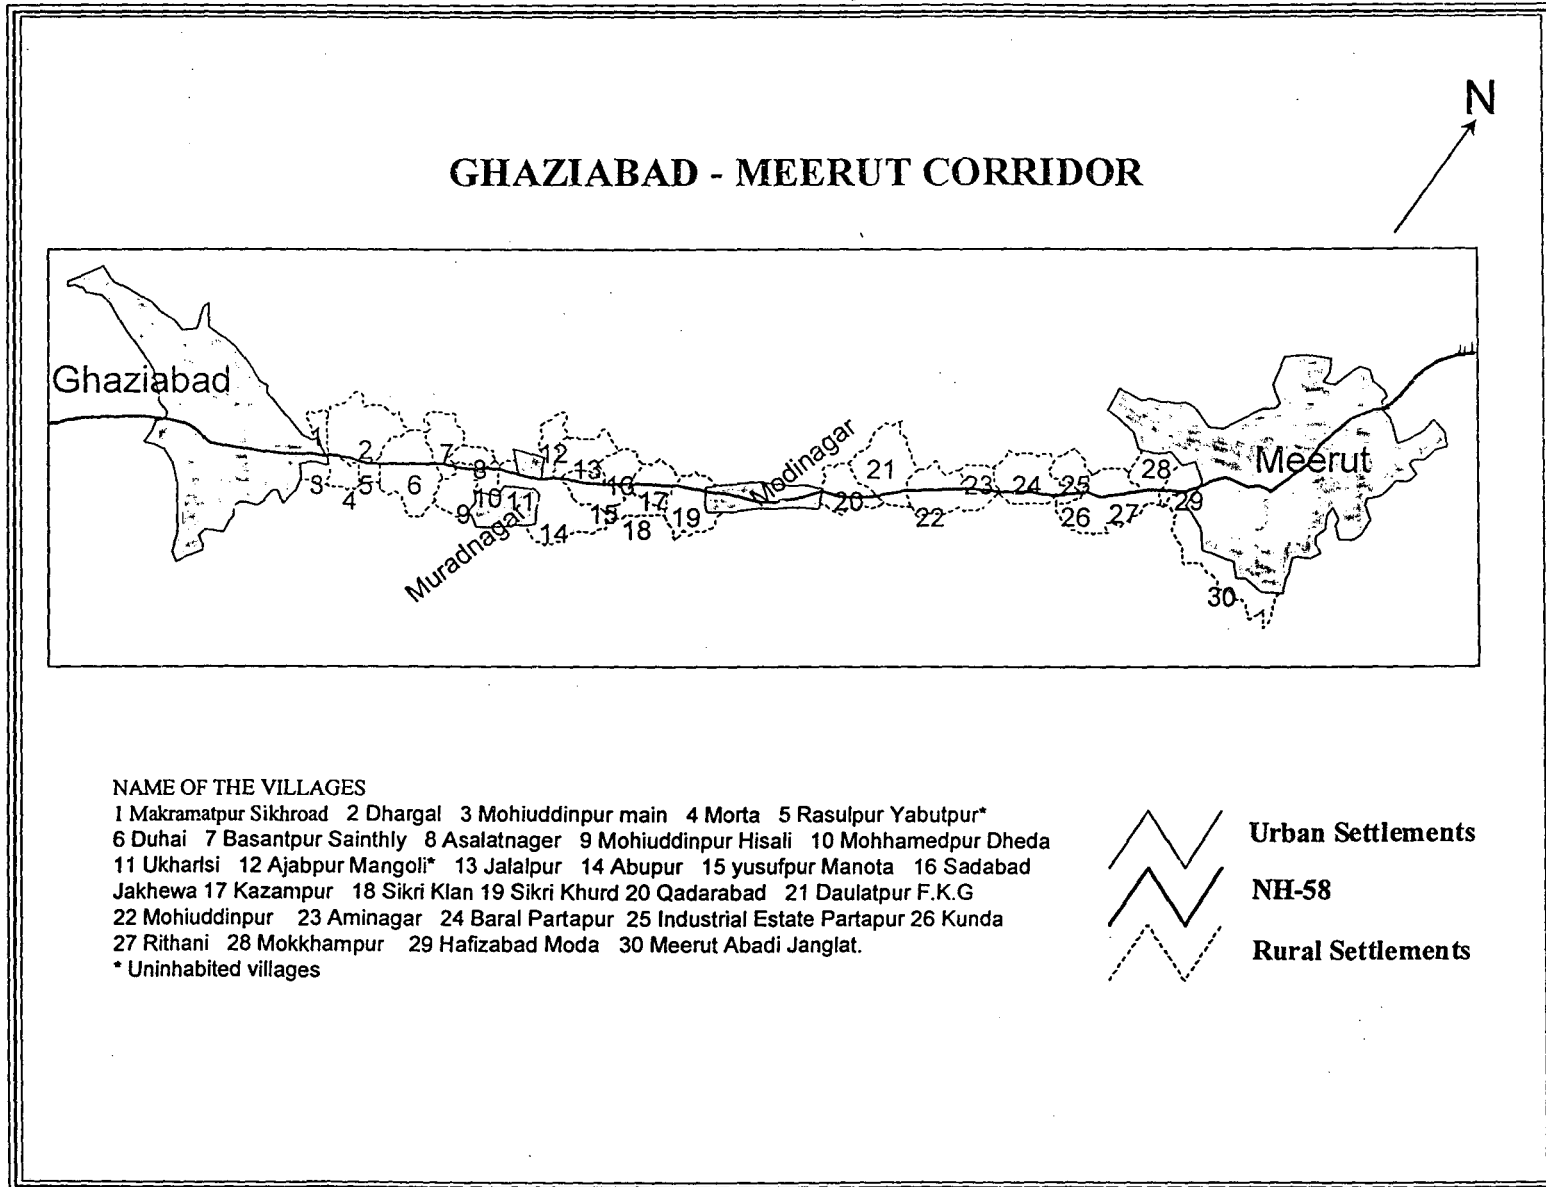 N
GHAZIABAD - MEERUT CORRIDOR
Ghaziabad
Muradnagar
Modinagar
Meerut
1
2
3
4
5
6
7
8
9
10
11
12
13
14
15
16
17
18
19
20
21
22
23
24
25
26
27
28
29
30
NAME OF THE VILLAGES
1 Makramatpur Sikhroad 2 Dhargal 3 Mohiuddinpur main 4 Morta 5 Rasulpur Yabutpur*
6 Duhai 7 Basantpur Sainthly 8 Asalatnager 9 Mohiuddinpur Hisali 10 Mohhamedpur Dheda
11 Ukharlsi 12 Ajabpur Mangoli* 13 Jalalpur 14 Abupur 15 yusufpur Manota 16 Sadabad
Jakhewa 17 Kazampur 18 Sikri Klan 19 Sikri Khurd 20 Qadarabad 21 Daulatpur F.K.G
22 Mohiuddinpur 23 Aminagar 24 Baral Partapur 25 Industrial Estate Partapur 26 Kunda
27 Rithani 28 Mokkhampur 29 Hafizabad Moda 30 Meerut Abadi Janglat.
* Uninhabited villages
Urban Settlements
NH-58
Rural Settlements